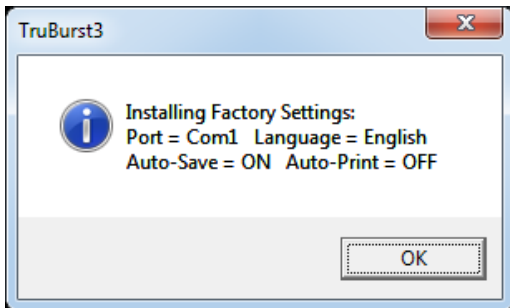 TruBurst3
Installing Factory Settings:
Port = Com1   Language = English
Auto-Save = ON   Auto-Print = OFF
OK